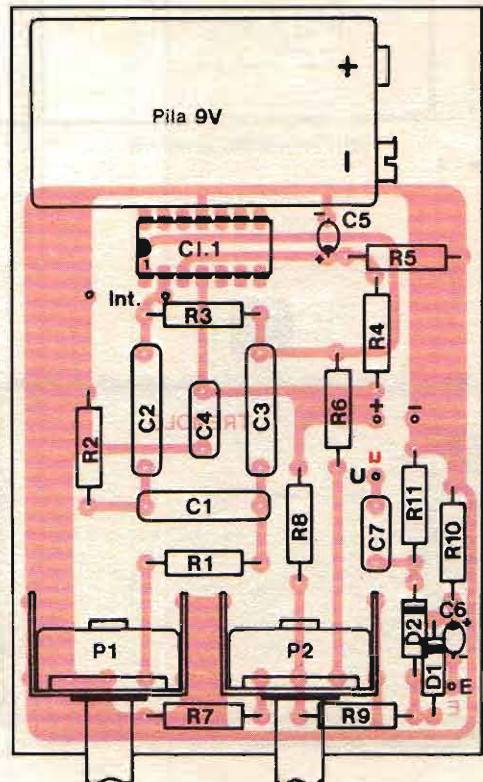 +
Pila 9V
−
- C5
CI.1
1
+
R5
Int.
R3
R4
C2
C4
C3
R6
+
-
R2
U
C1
R8
C7
R11
R10
R1
C6
+
D2
-
P1
P2
D1
E
R7
R9